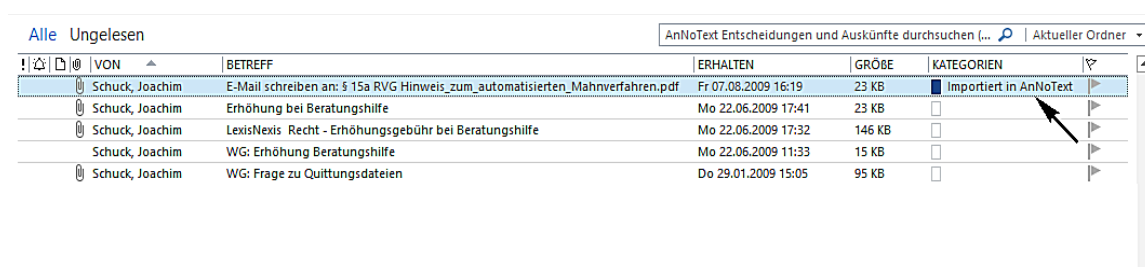 Alle Ungelesen AnNoText Entscheidungen und Auskünfte durchsuchen (... Aktueller Ordner
! VON BETREFF ERHALTEN GRÖBE KATEGORIEN
Schuck, Joachim E-Mail schreiben an: § 15a RVG Hinweis_zum_automatisierten_Mahnverfahren.pdf Fr 07.08.2009 16:19 23 KB Importiert in AnNoText
Schuck, Joachim Erhöhung bei Beratungshilfe Mo 22.06.2009 17:41 23 KB
Schuck, Joachim LexisNexis Recht - Erhöhungsgebühr bei Beratungshilfe Mo 22.06.2009 17:32 146 KB
Schuck, Joachim WG: Erhöhung Beratungshilfe Mo 22.06.2009 11:33 15 KB
Schuck, Joachim WG: Frage zu Quittungsdateien Do 29.01.2009 15:05 95 KB